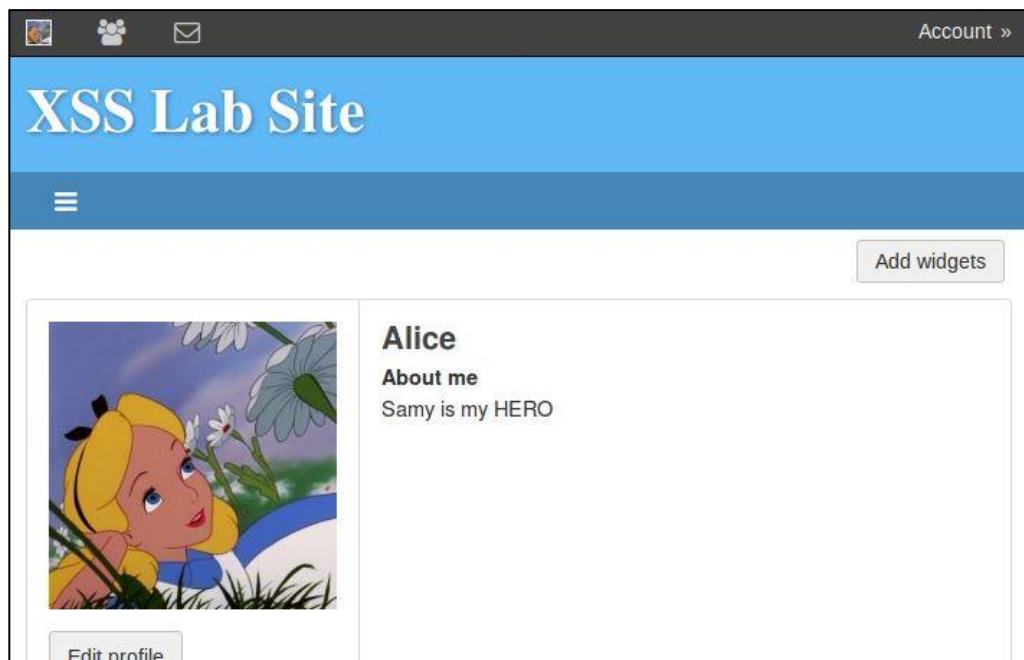 Account »
XSS Lab Site
Add widgets
Alice
About me
Samy is my HERO
Edit profile